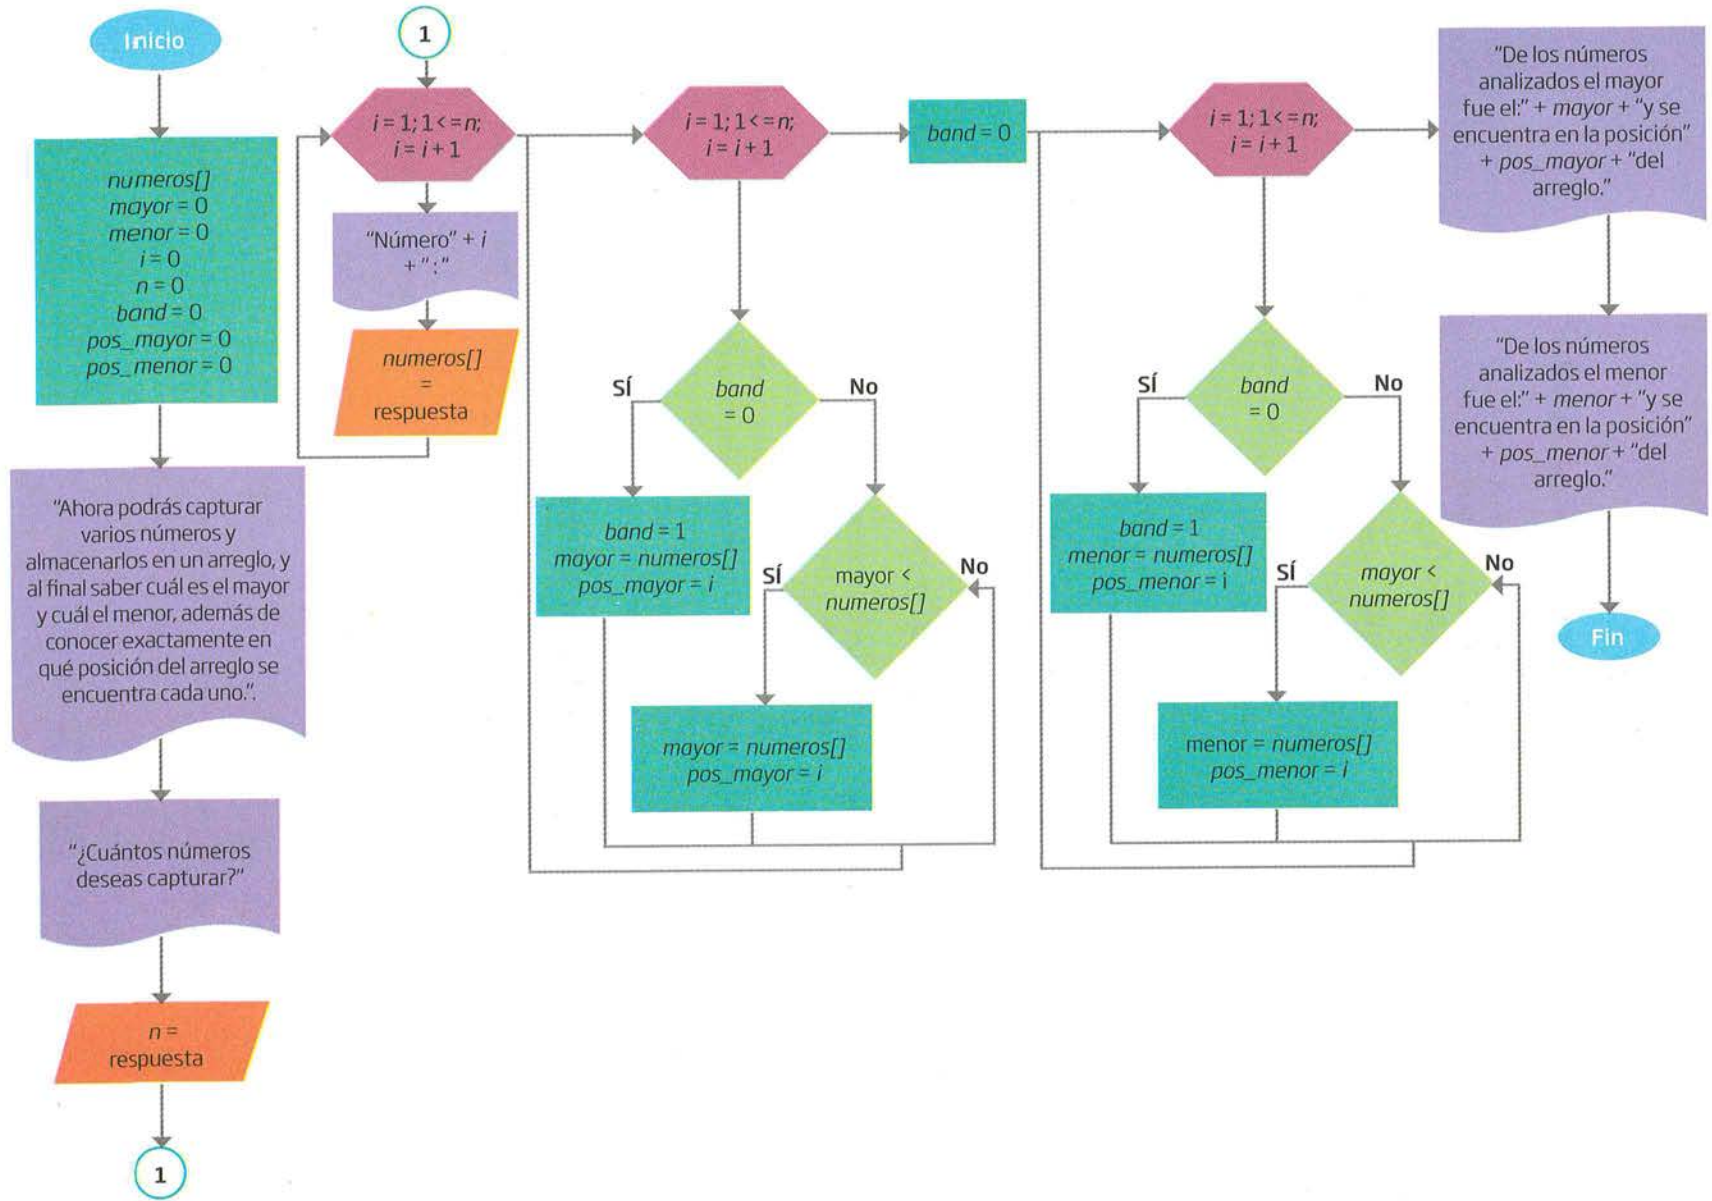 Inicio
numeros[]
mayor = 0
menor = 0
i = 0
n = 0
band = 0
pos_mayor = 0
pos_menor = 0
"Ahora podrás capturar
varios números y
almacenarlos en un arreglo, y
al final saber cuál es el mayor
y cuál el menor, además de
conocer exactamente en
qué posición del arreglo se
encuentra cada uno.".
"¿Cuántos números
deseas capturar?"
n =
respuesta
1
1
i = 1; 1 <=n;
i = i + 1
"Número" + i
+ " : "
numeros[]
=
respuesta
i = 1; 1 <=n;
i = i + 1
band
= 0
SÍ
No
band = 1
mayor = numeros[]
pos_mayor = i
mayor <
numeros[]
SÍ
No
mayor = numeros[]
pos_mayor = i
band = 0
i = 1; 1 <=n;
i = i + 1
band
= 0
SÍ
No
band = 1
menor = numeros[]
pos_menor = i
mayor <
numeros[]
SÍ
No
menor = numeros[]
pos_menor = i
"De los números
analizados el mayor
fue el:" + mayor + "y se
encuentra en la posición"
+ pos_mayor + "del
arreglo."
"De los números
analizados el menor
fue el:" + menor + "y se
encuentra en la posición"
+ pos_menor + "del
arreglo."
Fin